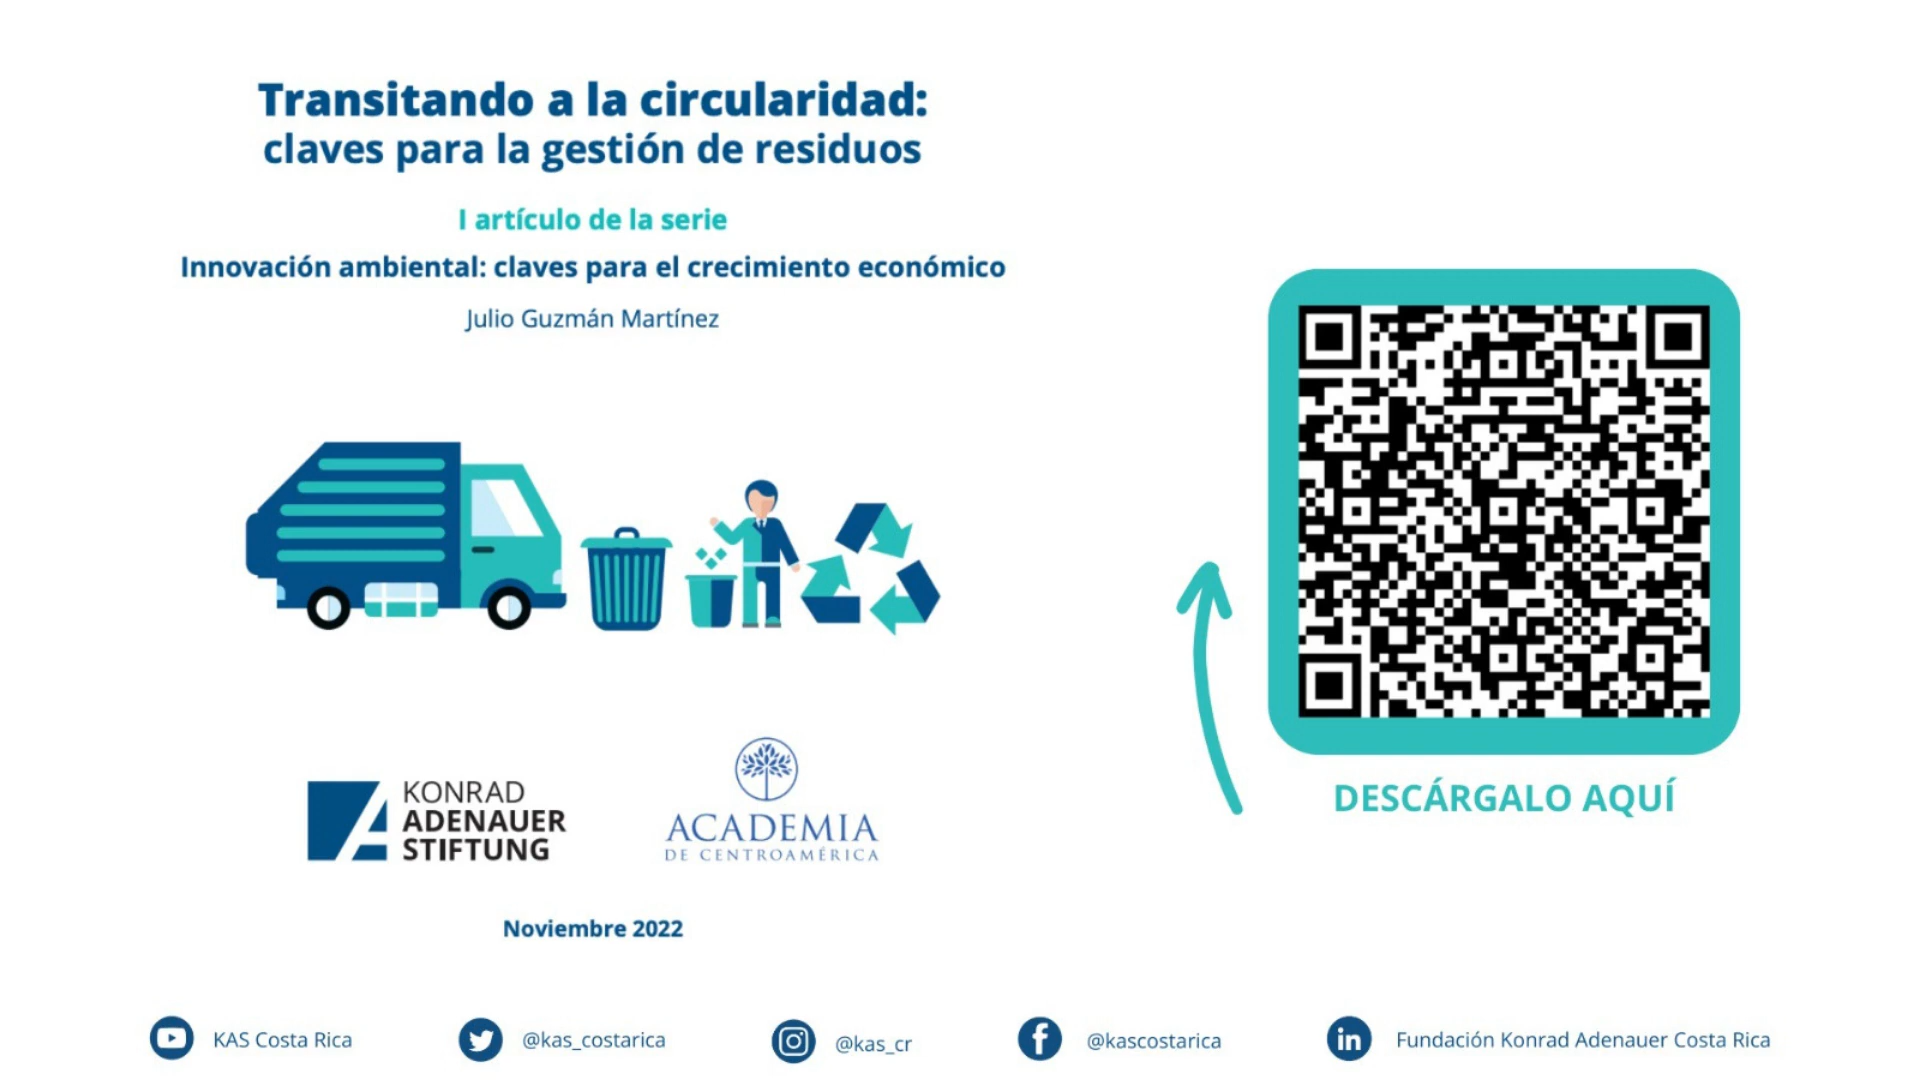 Transitando a la circularidad:
claves para la gestión de residuos
I artículo de la serie
Innovación ambiental: claves para el crecimiento económico
Julio Guzmán Martínez
DESCÁRGALO AQUÍ
KONRAD
ADENAUER
STIFTUNG
ACADEMIA
DE CENTROAMÉRICA
Noviembre 2022
KAS Costa Rica
@kas_costarica
@kas_cr
@kascostarica
in
Fundación Konrad Adenauer Costa Rica